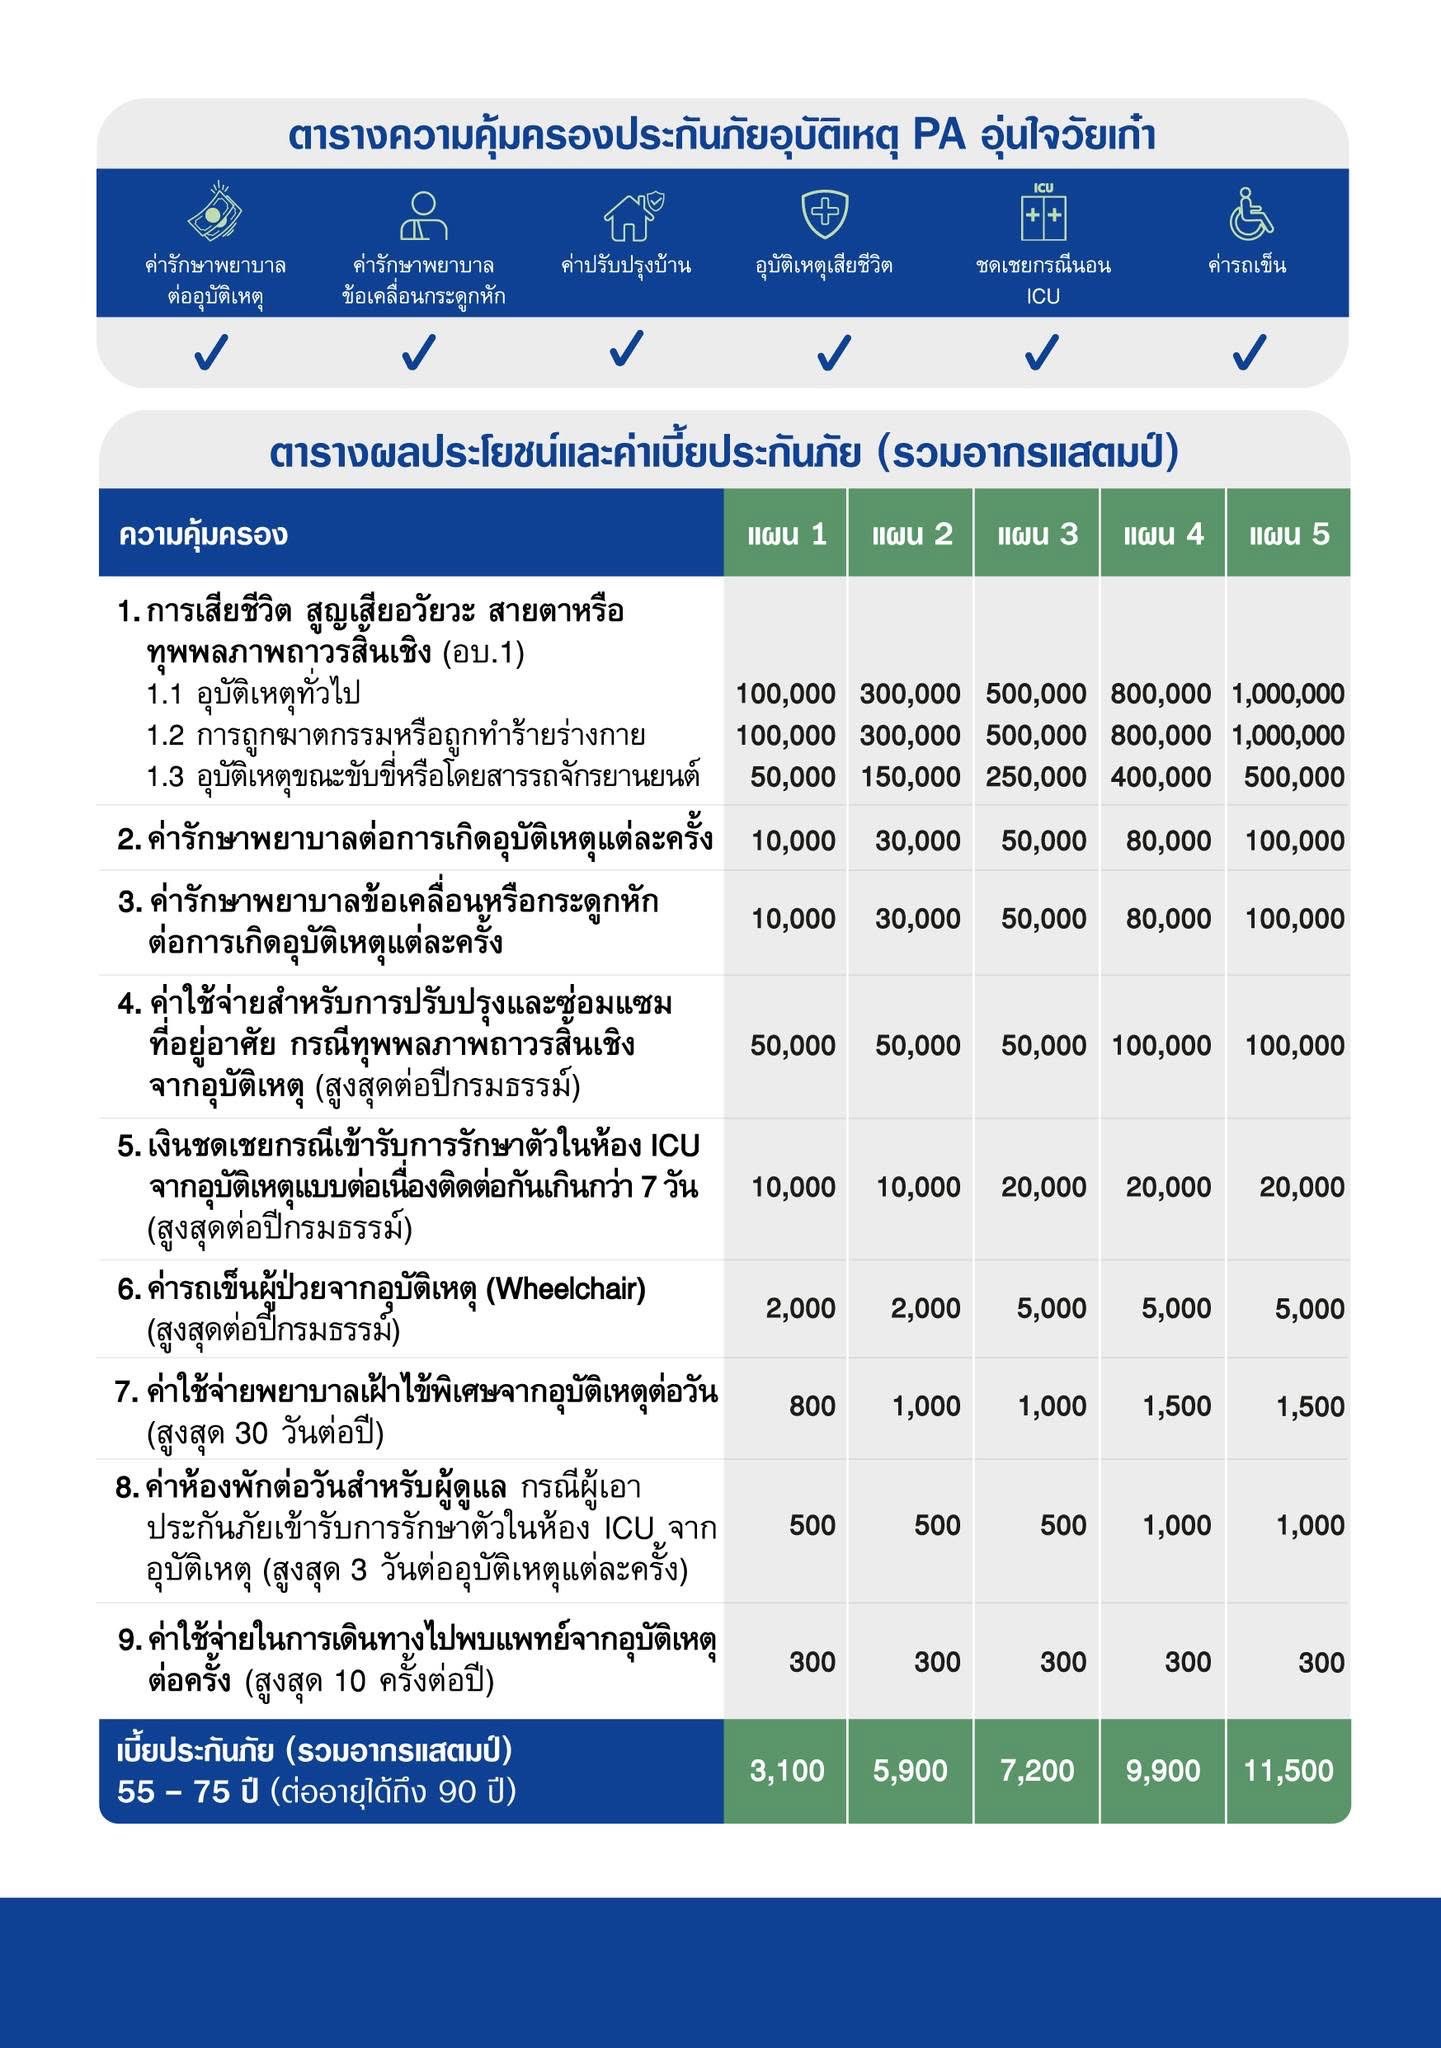 ตารางความคุ้มครองประกันภัยอุบัติเหตุ PA อุ่นใจวัยเก๋า
ICU
ค่ารักษาพยาบาล
ต่ออุบัติเหตุ
ค่ารักษาพยาบาล
ข้อเคลื่อนกระดูกหัก
ค่าปรับปรุงบ้าน
อุบัติเหตุเสียชีวิต
ชดเชยกรณีนอน
ICU
ค่ารถเข็น
ตารางผลประโยชน์และค่าเบี้ยประกันภัย (รวมอากรแสตมป์)
ความคุ้มครอง แผน 1 แผน 2 แผน 3 แผน 4 แผน 5
1. การเสียชีวิต สูญเสียอวัยวะ สายตาหรือ
ทุพพลภาพถาวรสิ้นเชิง (อบ.1)
1.1 อุบัติเหตุทั่วไป 100,000 300,000 500,000 800,000 1,000,000
1.2 การถูกฆาตกรรมหรือถูกทำร้ายร่างกาย 100,000 300,000 500,000 800,000 1,000,000
1.3 อุบัติเหตุขณะขับขี่หรือโดยสารรถจักรยานยนต์ 50,000 150,000 250,000 400,000 500,000
2. ค่ารักษาพยาบาลต่อการเกิดอุบัติเหตุแต่ละครั้ง 10,000 30,000 50,000 80,000 100,000
3. ค่ารักษาพยาบาลข้อเคลื่อนหรือกระดูกหัก
ต่อการเกิดอุบัติเหตุแต่ละครั้ง
10,000 30,000 50,000 80,000 100,000
4. ค่าใช้จ่ายสำหรับการปรับปรุงและซ่อมแซม
ที่อยู่อาศัย กรณีทุพพลภาพถาวรสิ้นเชิง 50,000 50,000 50,000 100,000 100,000
จากอุบัติเหตุ (สูงสุดต่อปีกรมธรรม์)
5. เงินชดเชยกรณีเข้ารับการรักษาตัวในห้อง ICU
จากอุบัติเหตุแบบต่อเนื่องติดต่อกันเกินกว่า 7 วัน 10,000 10,000 20,000 20,000 20,000
(สูงสุดต่อปีกรมธรรม์)
6. ค่ารถเข็นผู้ป่วยจากอุบัติเหตุ (Wheelchair)
(สูงสุดต่อปีกรมธรรม์)
2,000 2,000 5,000 5,000 5,000
7. ค่าใช้จ่ายพยาบาลเฝ้าไข้พิเศษจากอุบัติเหตุต่อวัน
(สูงสุด 30 วันต่อปี)
800 1,000 1,000 1,500 1,500
8. ค่าห้องพักต่อวันสำหรับผู้ดูแล กรณีผู้เอา
ประกันภัยเข้ารับการรักษาตัวในห้อง ICU จาก 500 500 500 1,000 1,000
อุบัติเหตุ (สูงสุด 3 วันต่ออุบัติเหตุแต่ละครั้ง)
9. ค่าใช้จ่ายในการเดินทางไปพบแพทย์จากอุบัติเหตุ
ต่อครั้ง (สูงสุด 10 ครั้งต่อปี)
300 300 300 300 300
เบี้ยประกันภัย (รวมอากรแสตมป์)
55 – 75 ปี (ต่ออายุได้ถึง 90 ปี)
3,100 5,900 7,200 9,900 11,500